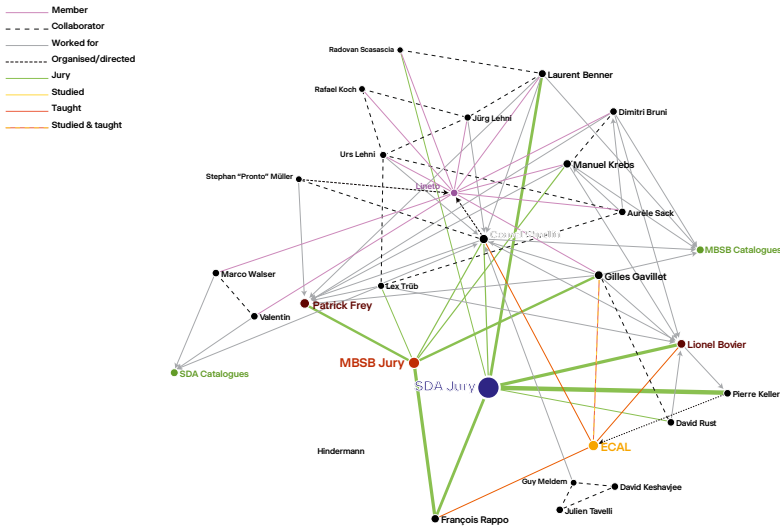 Member
Collaborator
Worked for
Organised/directed
Jury
Studied
Taught
Studied & taught
Radovan Scasascia
Laurent Benner
Rafael Koch
Dimitri Bruni
Jürg Lehni
Urs Lehni
Manuel Krebs
Stephan "Pronto" Müller
Lineto
Aurèle Sack
MBSB Catalogues
Marco Walser
Gilles Gavillet
Lex Trüb
Patrick Frey
Valentin
Lionel Bovier
MBSB Jury
SDA Catalogues
SDA Jury
Pierre Keller
David Rust
ECAL
Hindermann
Guy Meldem
David Keshavjee
Julien Tavelli
François Rappo